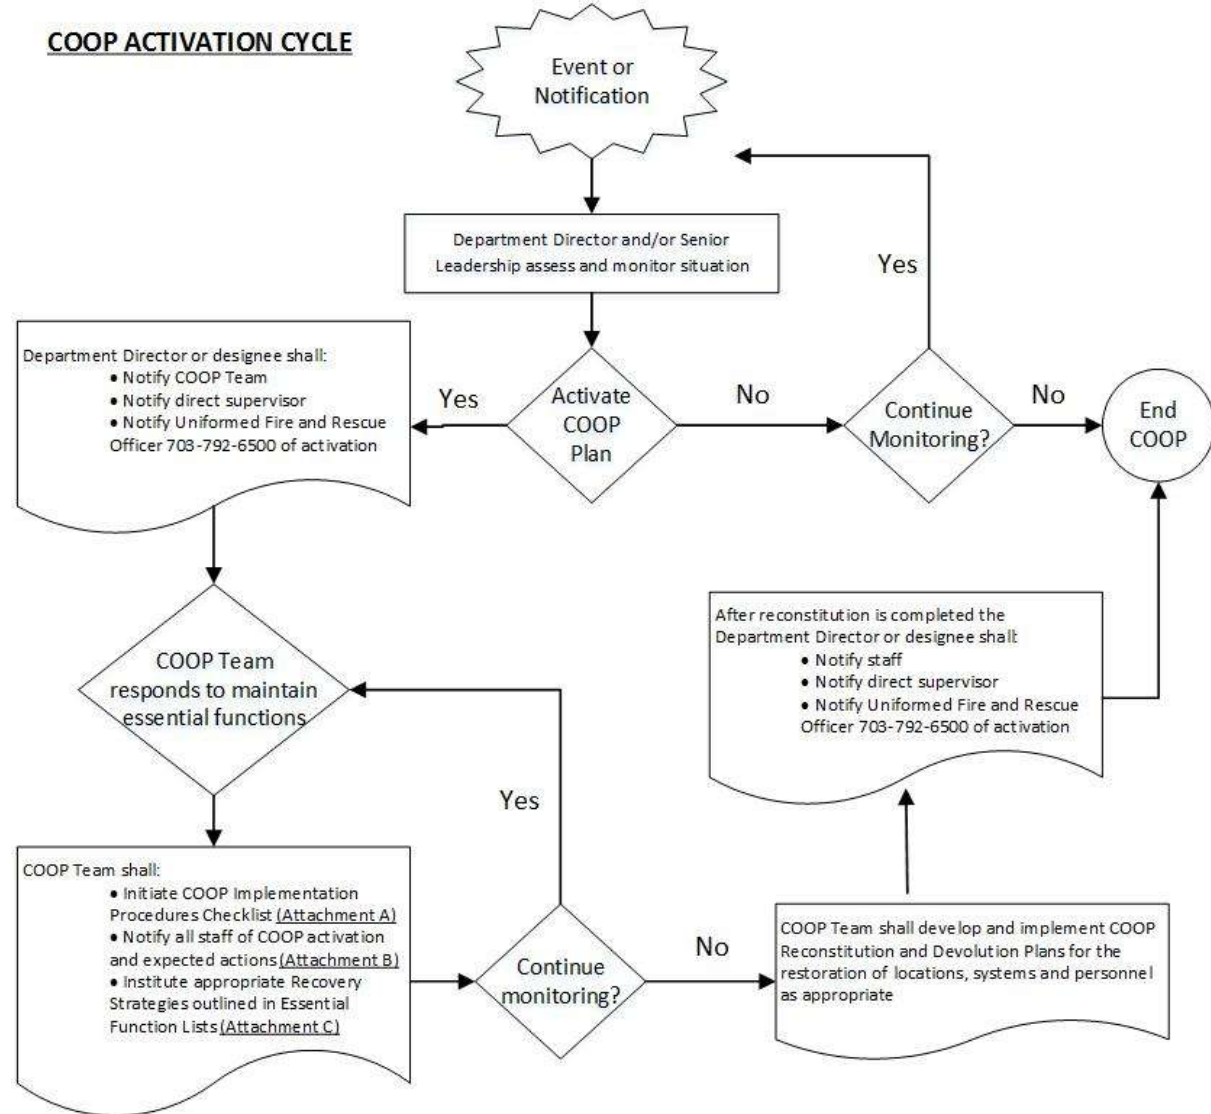 COOP ACTIVATION CYCLE
Event or
Notification
Department Director and/or Senior
Leadership assess and monitor situation
Yes
Department Director or designee shall:
• Notify COOP Team
• Notify direct supervisor
• Notify Uniformed Fire and Rescue
Officer 703-792-6500 of activation
Yes
Activate
COOP
Plan
No
Continue
Monitoring?
No
End
COOP
COOP Team
responds to maintain
essential functions
After reconstitution is completed the
Department Director or designee shall:
• Notify staff
• Notify direct supervisor
• Notify Uniformed Fire and Rescue
Officer 703-792-6500 of activation
Yes
COOP Team shall:
• Initiate COOP Implementation
Procedures Checklist (Attachment A)
• Notify all staff of COOP activation
and expected actions (Attachment B)
• Institute appropriate Recovery
Strategies outlined in Essential
Function Lists (Attachment C)
Continue
monitoring?
No
COOP Team shall develop and implement COOP
Reconstitution and Devolution Plans for the
restoration of locations, systems and personnel
as appropriate